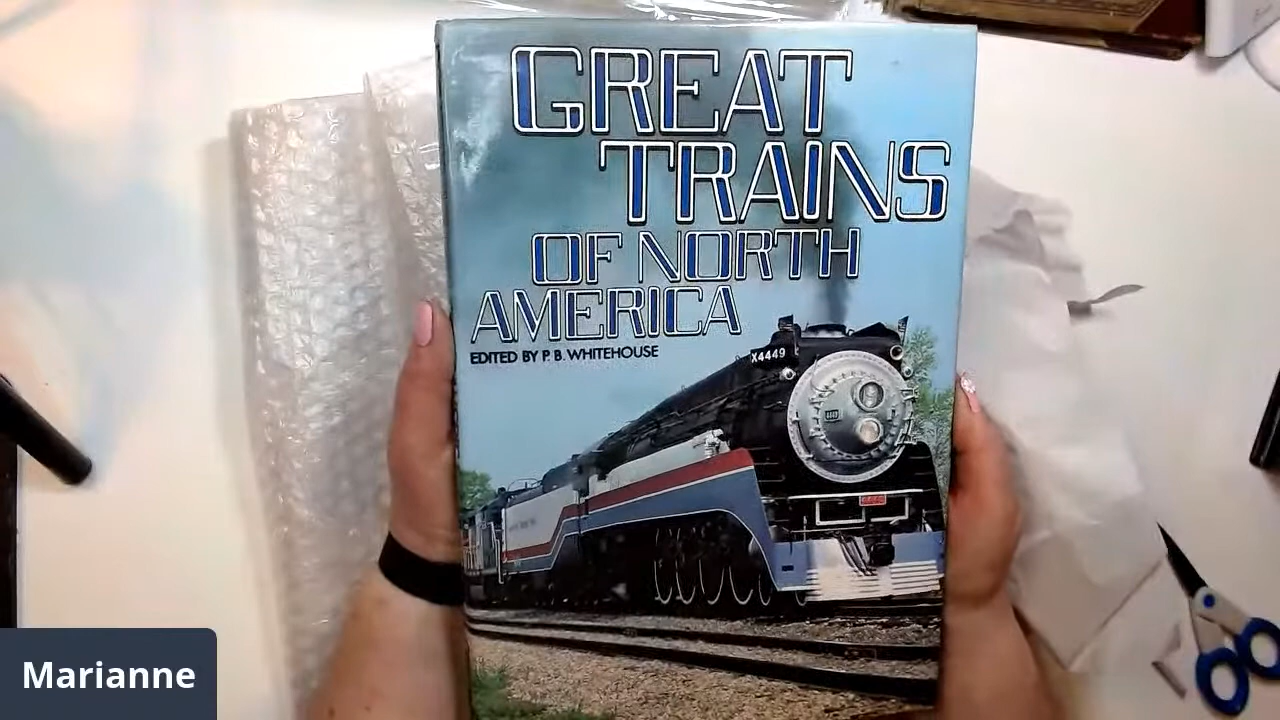 GREAT
TRAINS
OF NORTH
AMERICA
EDITED BY P. B. WHITEHOUSE
X4449
Marianne